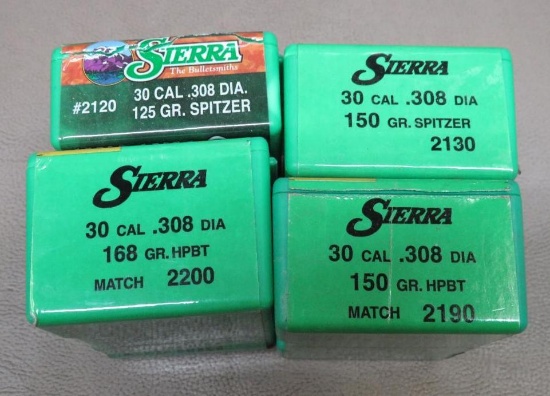 SIERRA
The Bulletsmiths
#2120
30 CAL .308 DIA.
125 GR. SPITZER
SIERRA
30 CAL .308 DIA
150 GR. SPITZER
2130
SIERRA
30 CAL .308 DIA
168 GR. HPBT
MATCH 2200
SIERRA
30 CAL .308 DIA
150 GR. HPBT
MATCH 2190